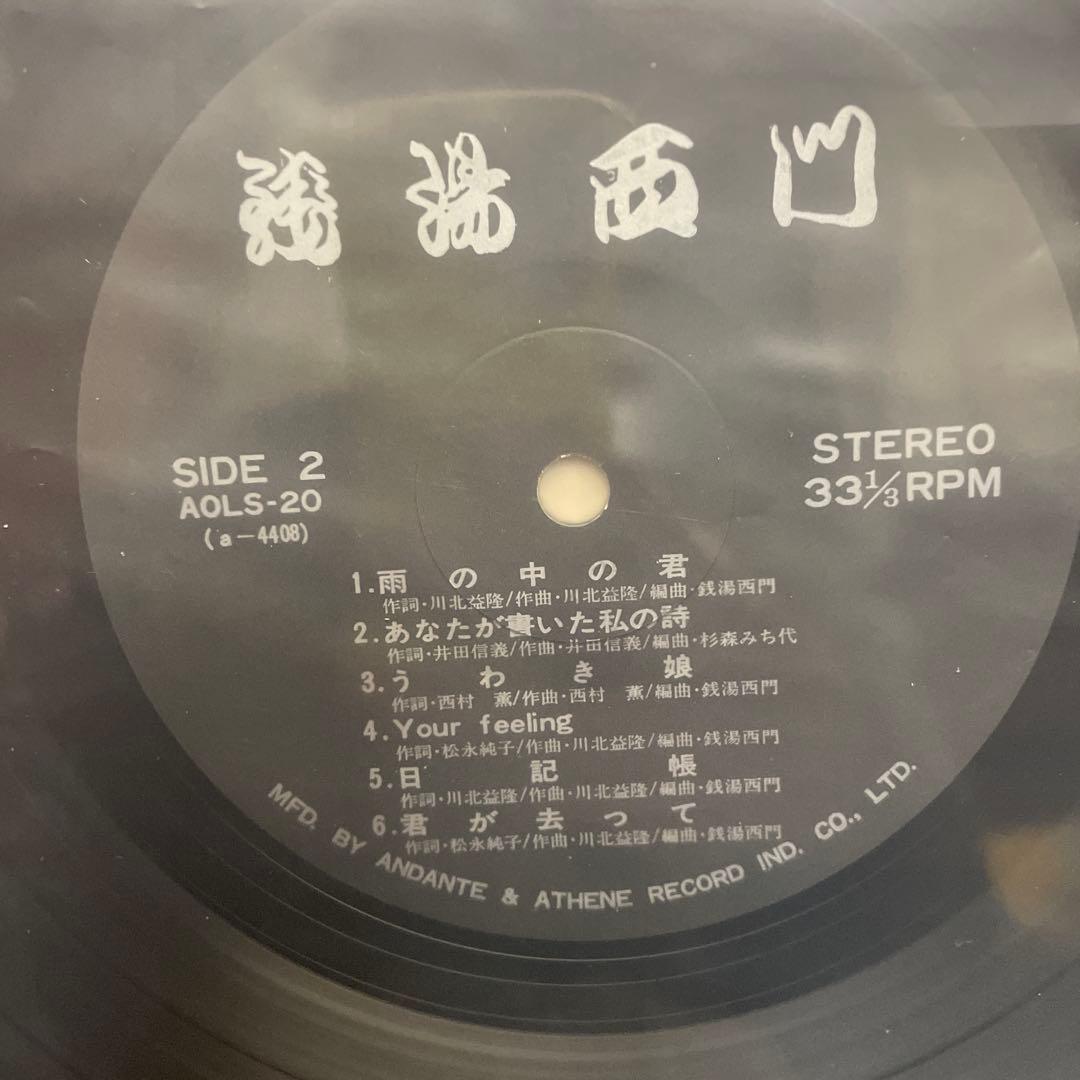 銭湯西門
SIDE 2
AOLS-20
(a-4408)
STEREO
33 1/3 RPM
1.雨の中の君
作詞・川北益隆/作曲・川北益隆/編曲・銭湯西門
2.あなたが書いた私の詩
作詞・井田信義/作曲・井田信義/編曲・杉森みち代
3.うわき娘
作詞・西村 薫/作曲・西村 薫/編曲・銭湯西門
4.Your feeling
作詞・松永純子/作曲・川北益隆/編曲・銭湯西門
5.日記帳
作詞・川北益隆/作曲・川北益隆/編曲・銭湯西門
6.君が去って
作詞・松永純子/作曲・川北益隆/編曲・銭湯西門
MFD. BY ANDANTE & ATHENE RECORD IND. CO., LTD.